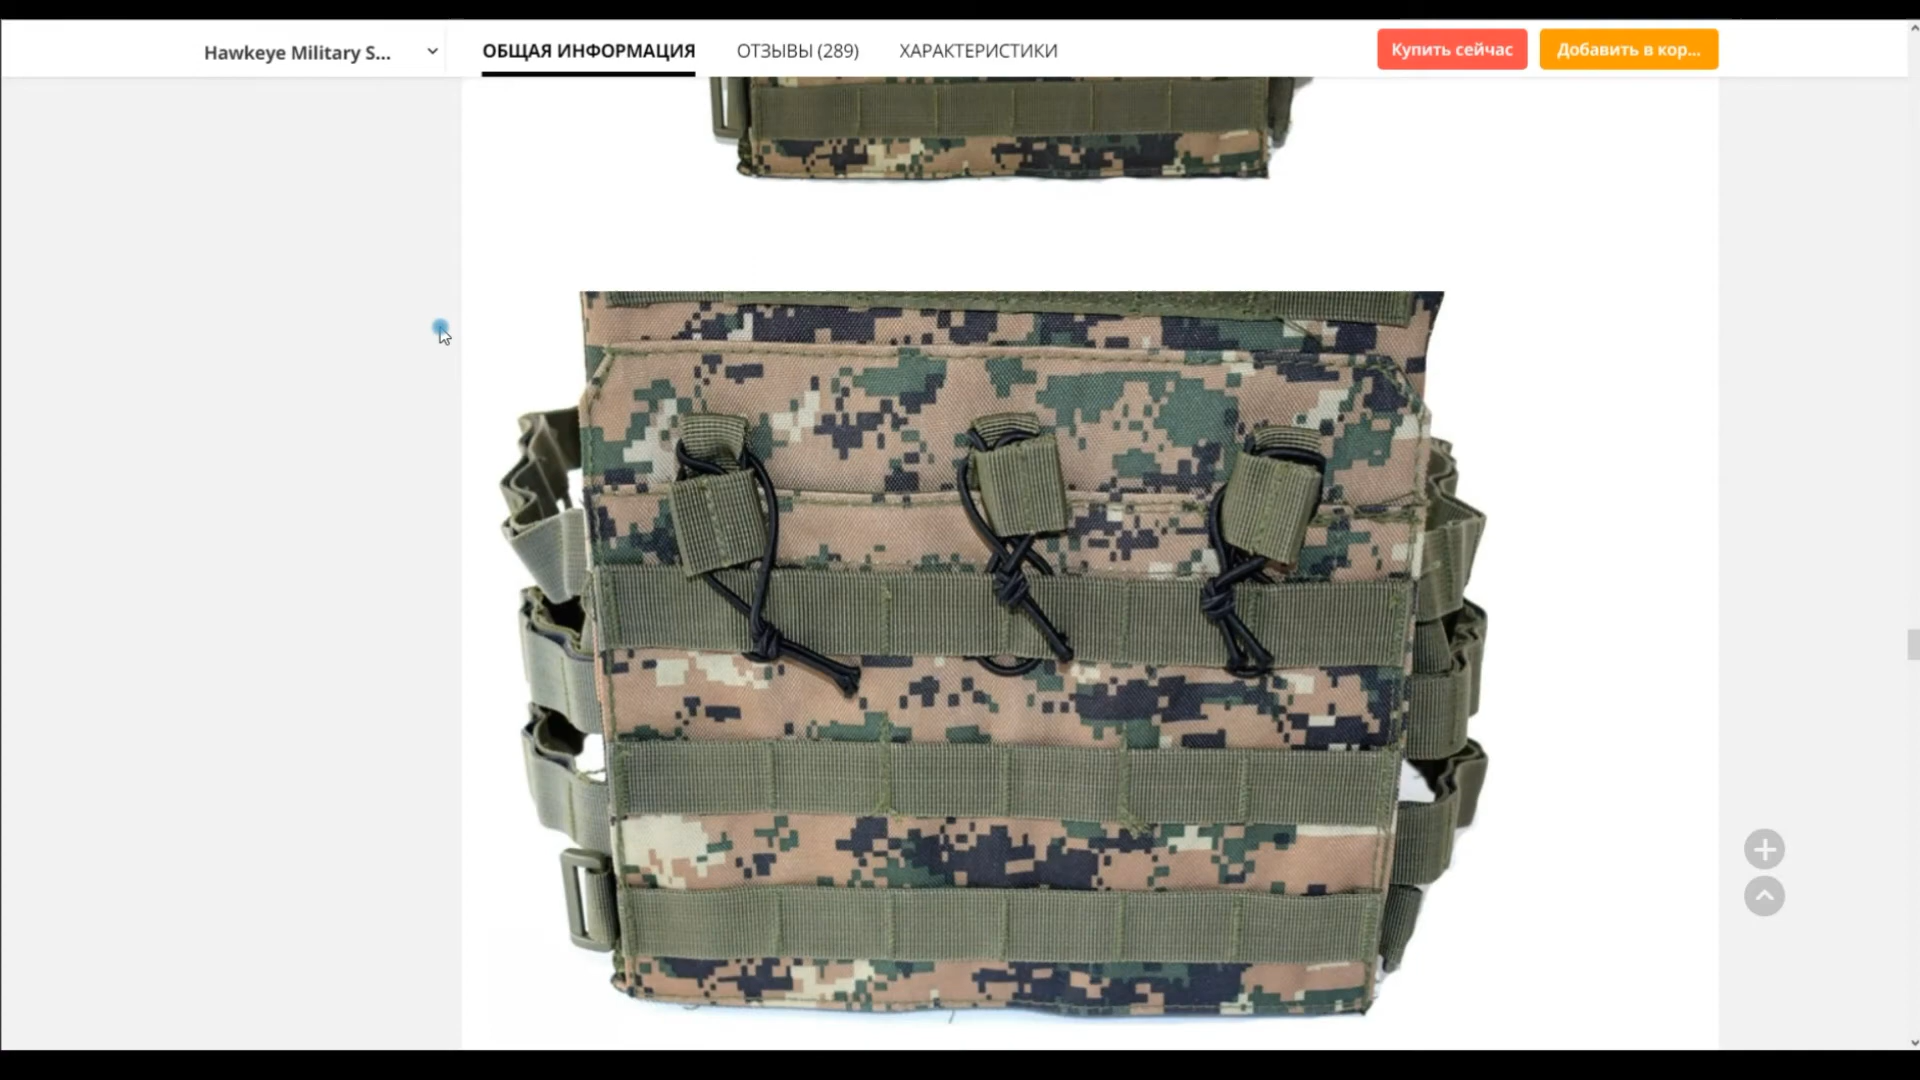 Hawkeye Military S...
ОБЩАЯ ИНФОРМАЦИЯ
ОТЗЫВЫ (289)
ХАРАКТЕРИСТИКИ
Купить сейчас
Добавить в кор...